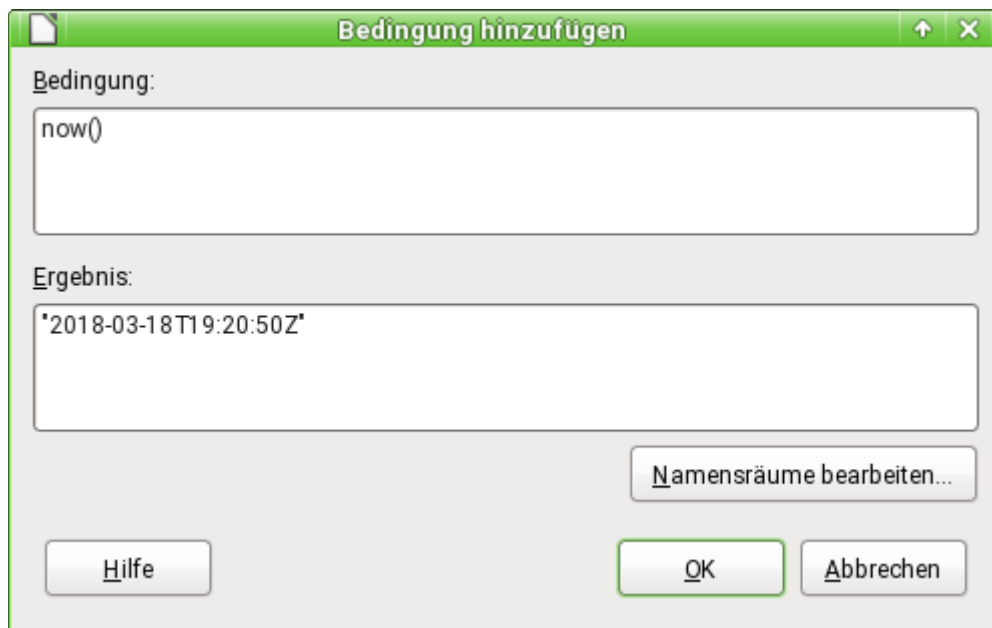 Bedingung hinzufügen
Bedingung:
now()
Ergebnis:
"2018-03-18T19:20:50Z"
Namensräume bearbeiten...
Hilfe
OK
Abbrechen